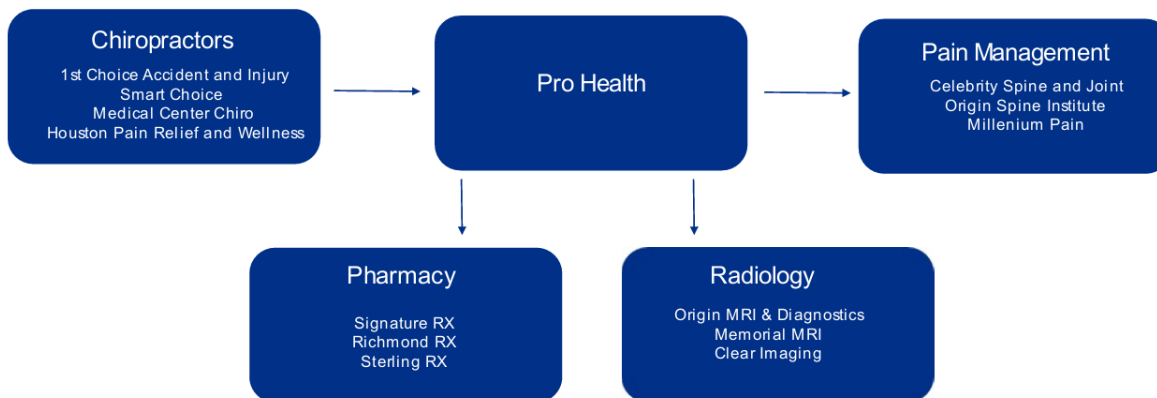 Chiropractors
1st Choice Accident and Injury
Smart Choice
Medical Center Chiro
Houston Pain Relief and Wellness
Pro Health
Pain Management
Celebrity Spine and Joint
Origin Spine Institute
Millenium Pain
Pharmacy
Signature RX
Richmond RX
Sterling RX
Radiology
Origin MRI & Diagnostics
Memorial MRI
Clear Imaging